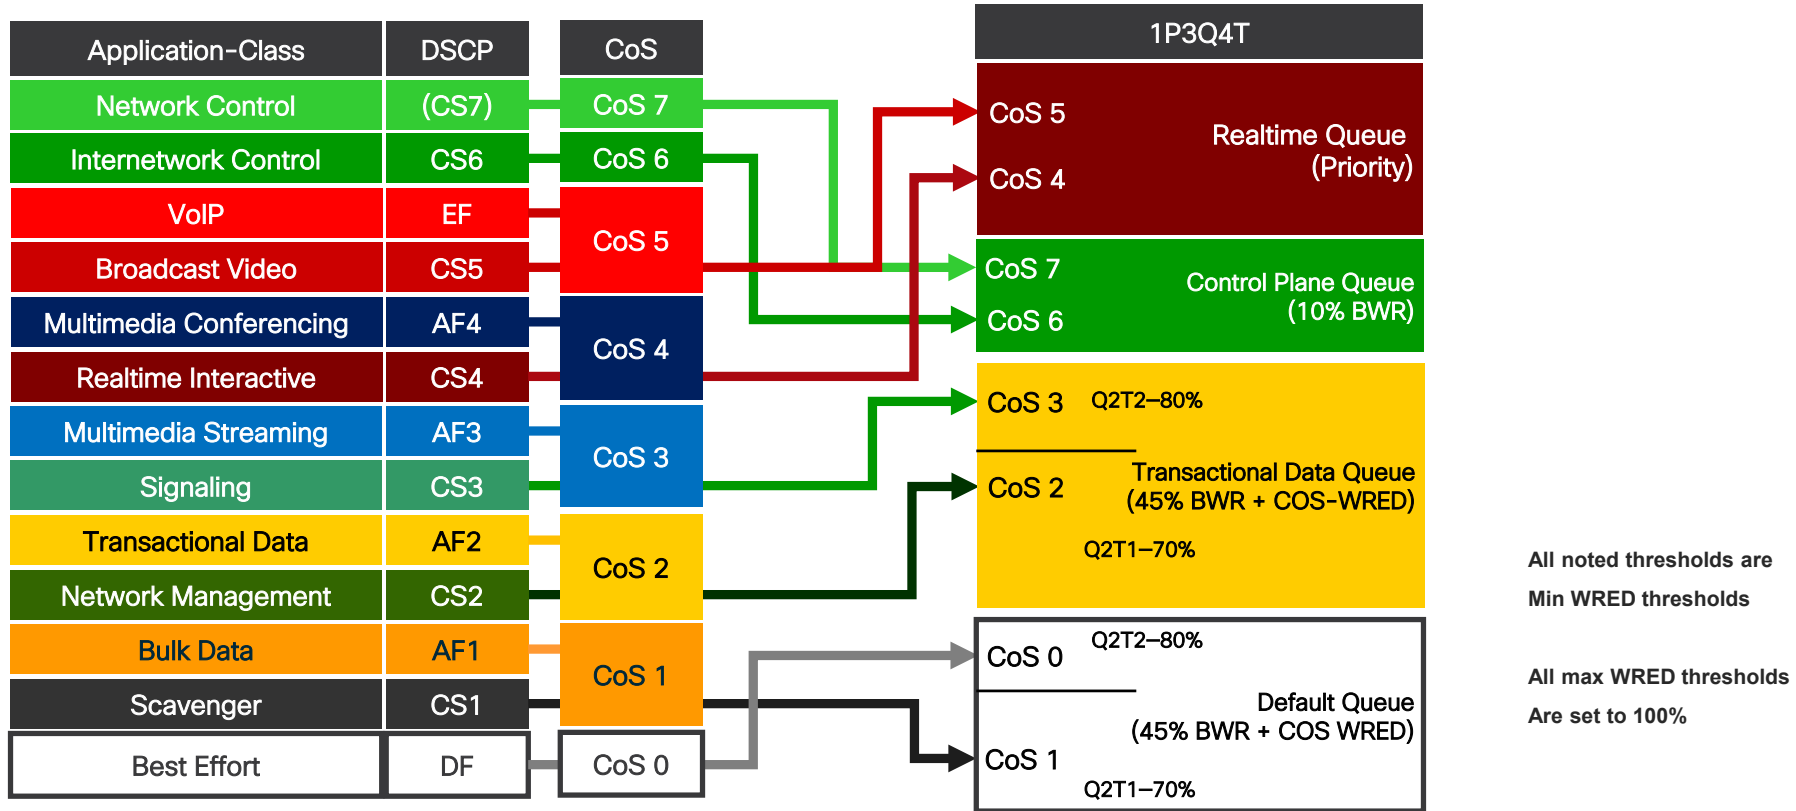 Application-Class
DSCP
CoS
1P3Q4T
Network Control
(CS7)
CoS 7
Internetwork Control
CS6
CoS 6
VoIP
EF
CoS 5
Broadcast Video
CS5
Multimedia Conferencing
AF4
CoS 4
Realtime Interactive
CS4
Multimedia Streaming
AF3
CoS 3
Signaling
CS3
Transactional Data
AF2
CoS 2
Network Management
CS2
Bulk Data
AF1
CoS 1
Scavenger
CS1
Best Effort
DF
CoS 0
CoS 5
CoS 4
Realtime Queue
(Priority)
CoS 7
CoS 6
Control Plane Queue
(10% BWR)
CoS 3
Q2T2–80%
CoS 2
Transactional Data Queue
(45% BWR + COS-WRED)
Q2T1–70%
CoS 0
Q2T2–80%
Default Queue
(45% BWR + COS WRED)
CoS 1
Q2T1–70%
All noted thresholds are
Min WRED thresholds
All max WRED thresholds
Are set to 100%